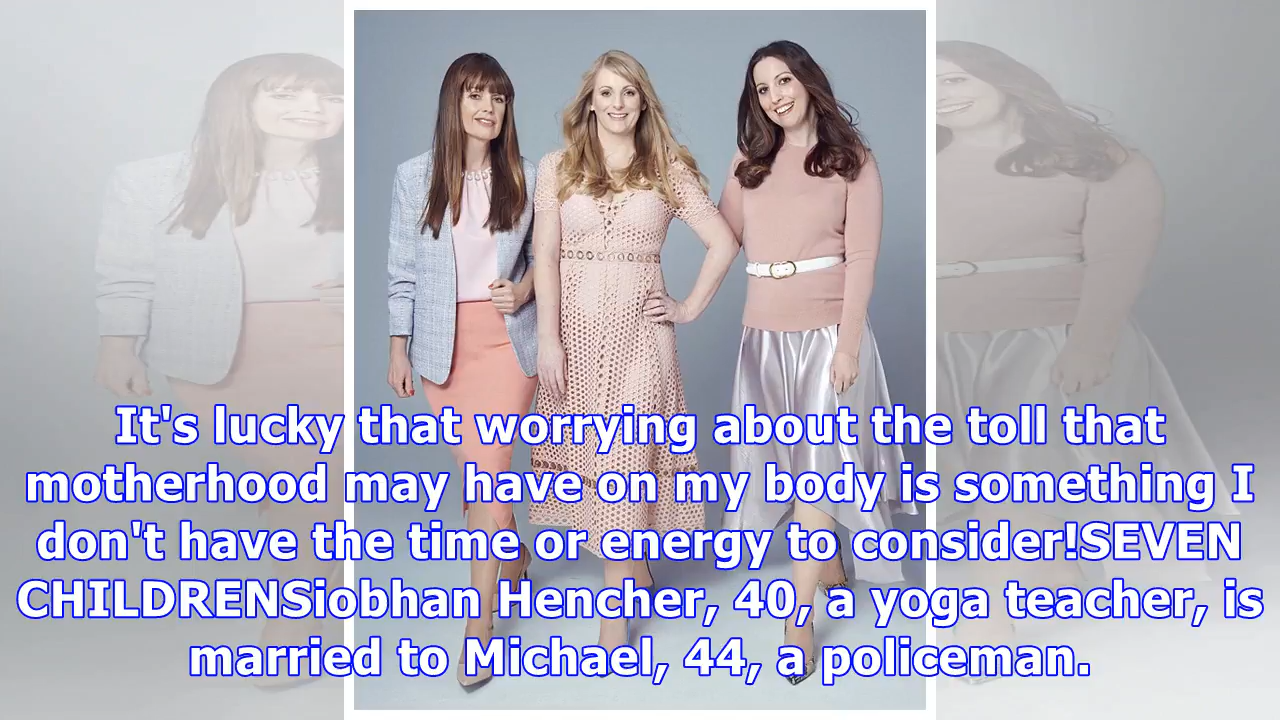 It's lucky that worrying about the toll that
motherhood may have on my body is something I
don't have the time or energy to consider!SEVEN
CHILDRENSiobhan Hencher, 40, a yoga teacher, is
married to Michael, 44, a policeman.